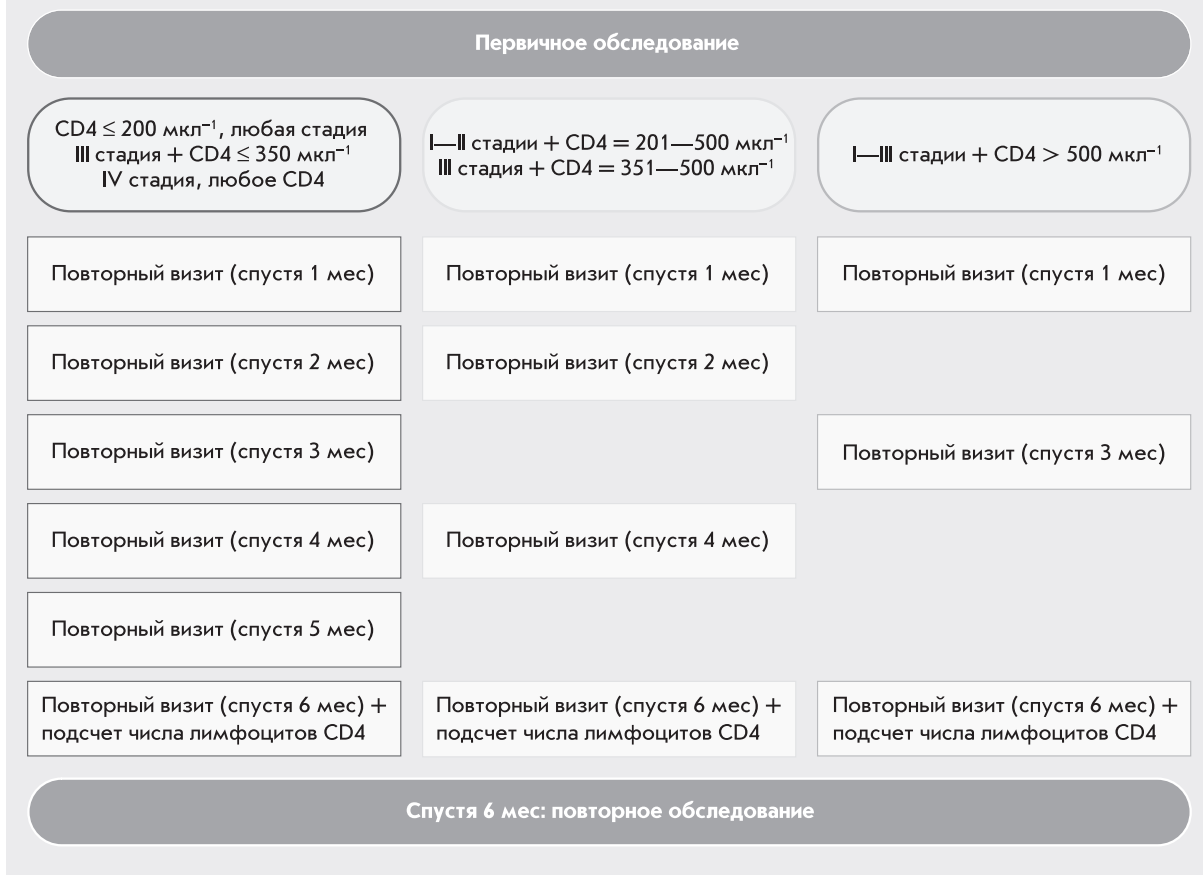 Первичное обследование
CD4 ≤ 200 мкл⁻¹, любая стадия
III стадия + CD4 ≤ 350 мкл⁻¹
IV стадия, любое CD4
I—II стадии + CD4 = 201—500 мкл⁻¹
III стадия + CD4 = 351—500 мкл⁻¹
I—III стадии + CD4 > 500 мкл⁻¹
Повторный визит (спустя 1 мес)
Повторный визит (спустя 1 мес)
Повторный визит (спустя 1 мес)
Повторный визит (спустя 2 мес)
Повторный визит (спустя 2 мес)
Повторный визит (спустя 3 мес)
Повторный визит (спустя 3 мес)
Повторный визит (спустя 4 мес)
Повторный визит (спустя 4 мес)
Повторный визит (спустя 5 мес)
Повторный визит (спустя 6 мес) +
подсчет числа лимфоцитов CD4
Повторный визит (спустя 6 мес) +
подсчет числа лимфоцитов CD4
Повторный визит (спустя 6 мес) +
подсчет числа лимфоцитов CD4
Спустя 6 мес: повторное обследование